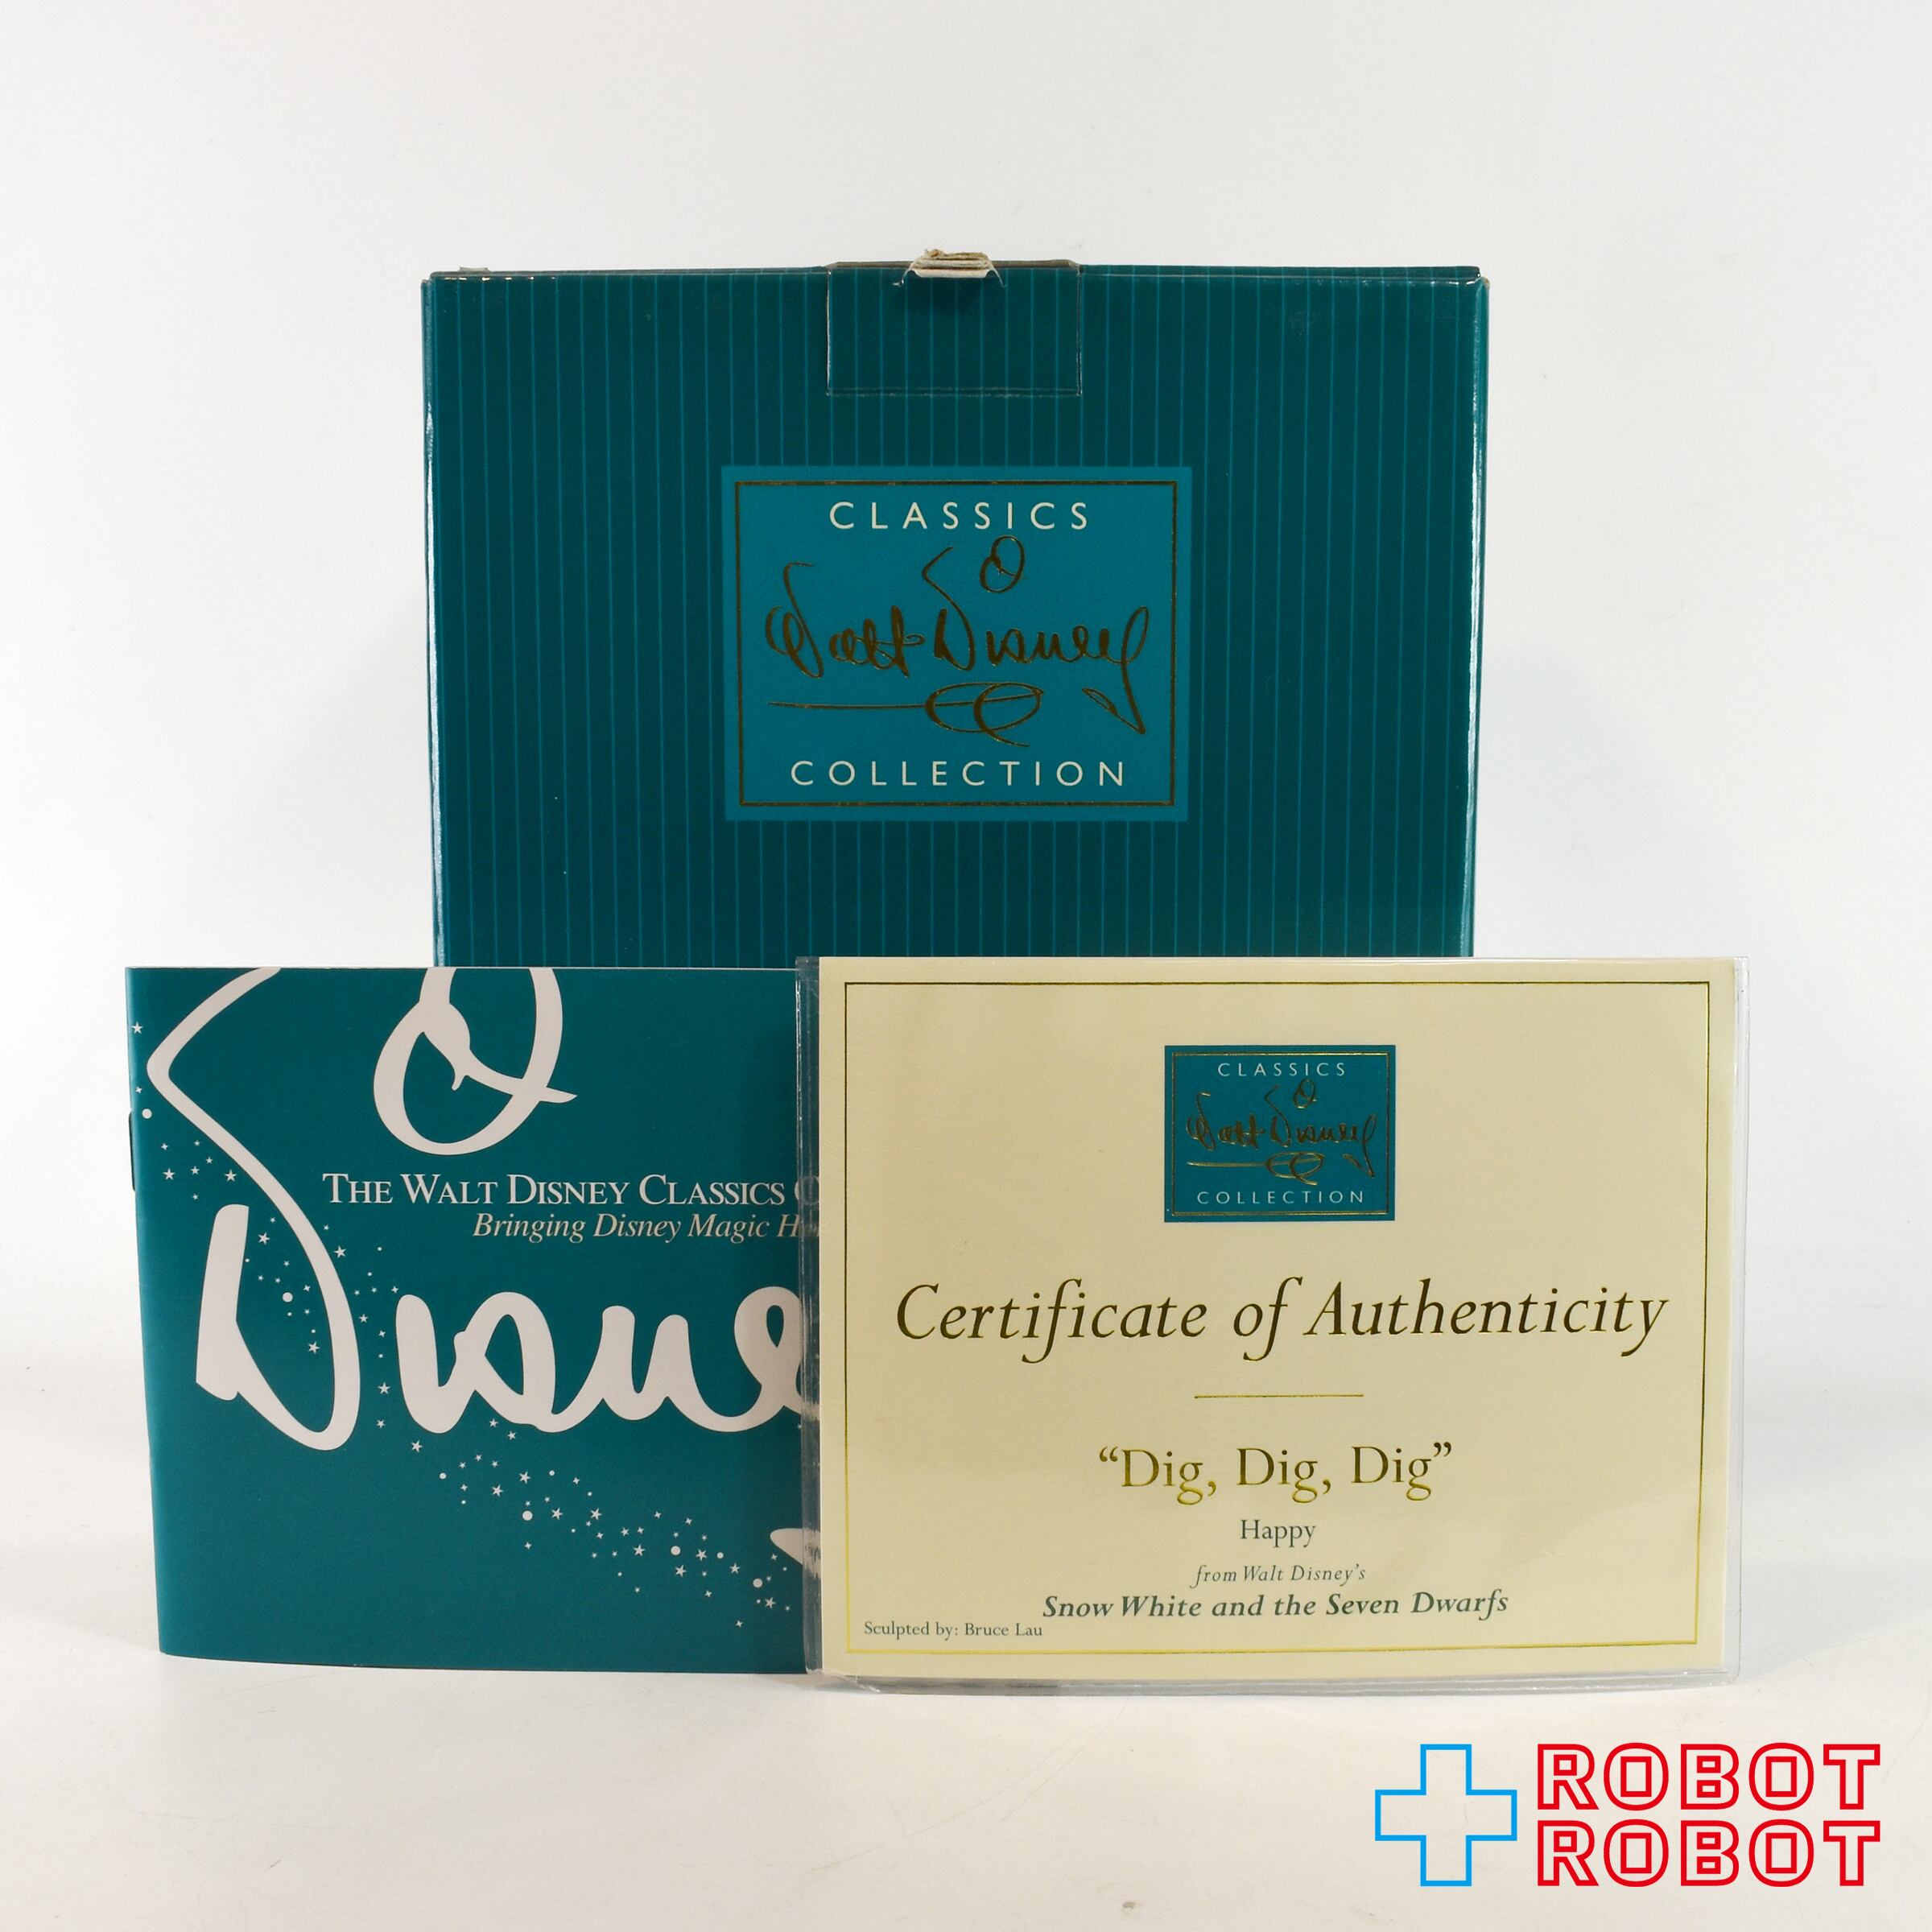 CLASSICS
Walt Disney
COLLECTION
THE WALT DISNEY CLASSICS
Bringing Disney Magic
Disney
CLASSICS
Walt Disney
COLLECTION
Certificate of Authenticity
“Dig, Dig, Dig”
Happy
from Walt Disney’s
Snow White and the Seven Dwarfs
Sculpted by: Bruce Lau
ROBOT
ROBOT